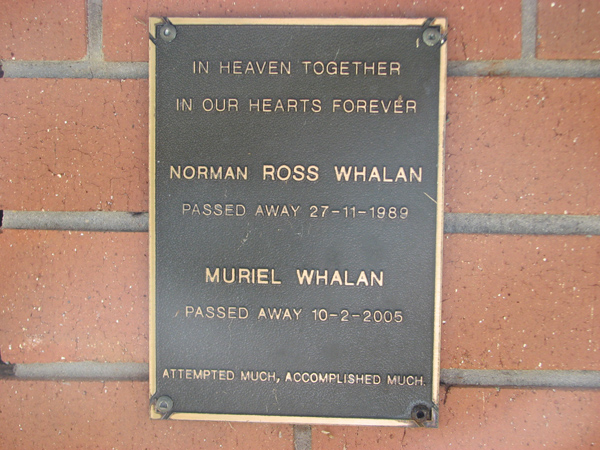 IN HEAVEN TOGETHER
IN OUR HEARTS FOREVER
NORMAN ROSS WHALAN
PASSED AWAY 27-11-1989
MURIEL WHALAN
PASSED AWAY 10-2-2005
ATTEMPTED MUCH, ACCOMPLISHED MUCH.